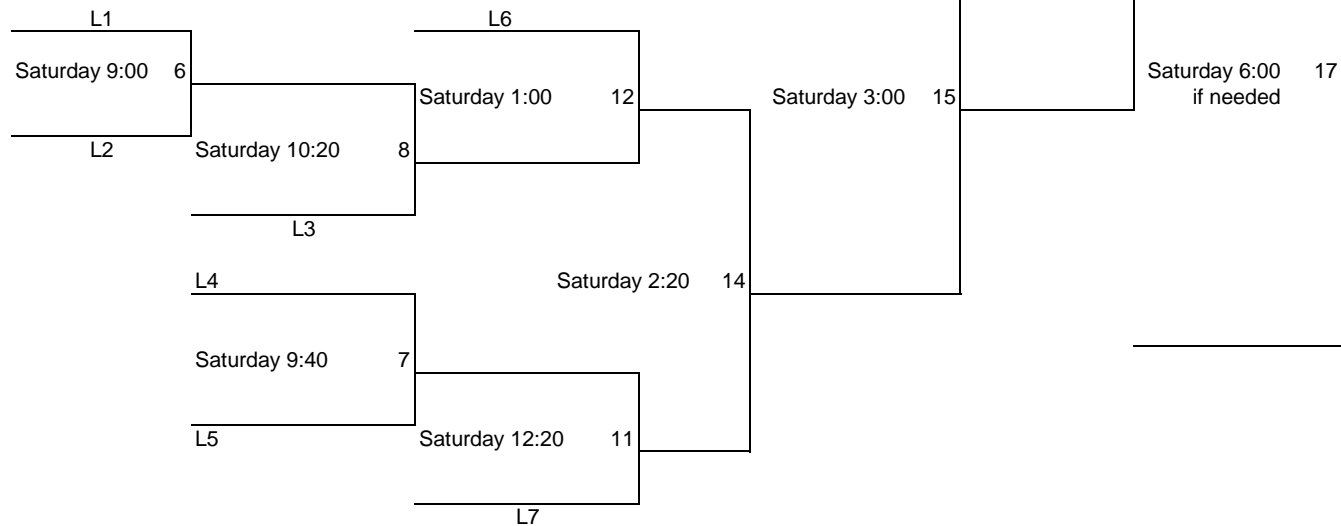 L1
L6
Saturday 9:00 6
Saturday 6:00 17
if needed
Saturday 1:00 12
Saturday 3:00 15
L2
Saturday 10:20 8
L3
L4
Saturday 2:20 14
Saturday 9:40 7
L5
Saturday 12:20 11
L7